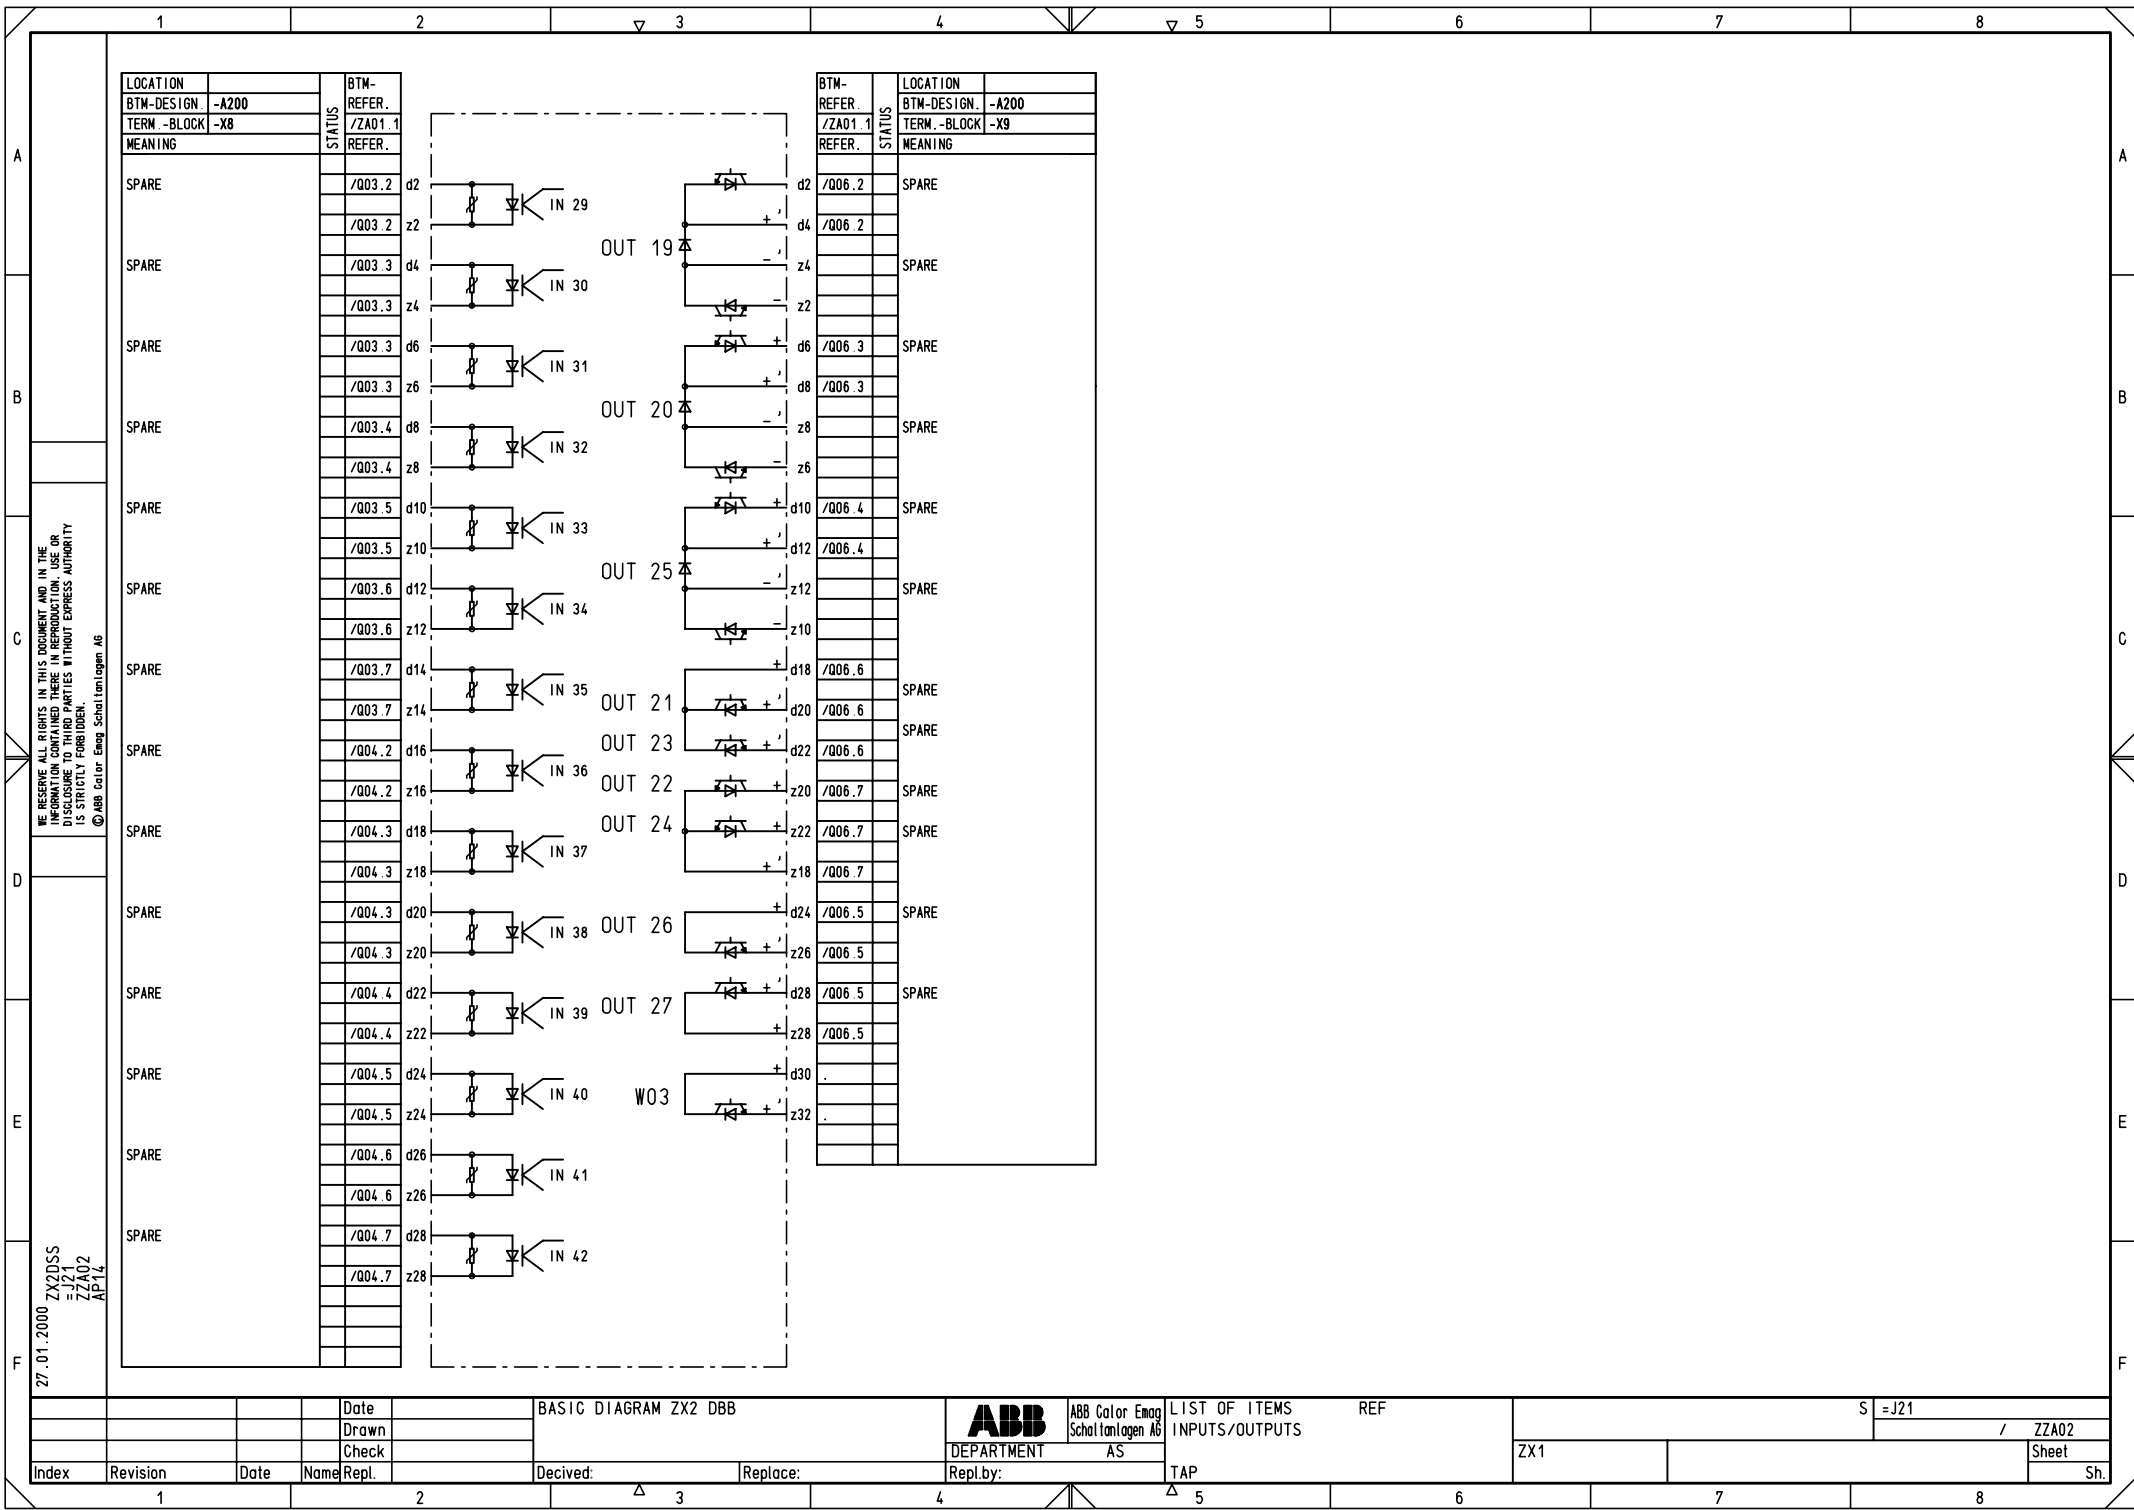 1 2 3 4 5 6 7 8
LOCATION
BTM-DESIGN. -A200
TERM.-BLOCK -X8
MEANING
STATUS
BTM-
REFER.
/ZA01.1
REFER.
BTM-
REFER.
/ZA01.1
REFER.
STATUS
LOCATION
BTM-DESIGN. -A200
TERM.-BLOCK -X9
MEANING
A
B
C
D
E
F
A
B
C
D
E
F
SPARE /Q03.2 d2
IN 29
/Q03.2 z2
SPARE /Q03.3 d4
IN 30
/Q03.3 z4
SPARE /Q03.3 d6
IN 31
/Q03.3 z6
SPARE /Q03.4 d8
IN 32
/Q03.4 z8
SPARE /Q03.5 d10
IN 33
/Q03.5 z10
SPARE /Q03.6 d12
IN 34
/Q03.6 z12
SPARE /Q03.7 d14
IN 35
/Q03.7 z14
SPARE /Q04.2 d16
IN 36
/Q04.2 z16
SPARE /Q04.3 d18
IN 37
/Q04.3 z18
SPARE /Q04.3 d20
IN 38
/Q04.3 z20
SPARE /Q04.4 d22
IN 39
/Q04.4 z22
SPARE /Q04.5 d24
IN 40
/Q04.5 z24
SPARE /Q04.6 d26
IN 41
/Q04.6 z26
SPARE /Q04.7 d28
IN 42
/Q04.7 z28
d2 /Q06.2 SPARE
+' d4 /Q06.2
OUT 19
-' z4 SPARE
- z2
+ d6 /Q06.3 SPARE
+' d8 /Q06.3
OUT 20
-' z8 SPARE
- z6
+ d10 /Q06.4 SPARE
+' d12 /Q06.4
OUT 25
-' z12 SPARE
- z10
+ d18 /Q06.6
SPARE
OUT 21 +' d20 /Q06.6
SPARE
OUT 23 +' d22 /Q06.6
OUT 22 + z20 /Q06.7 SPARE
OUT 24 + z22 /Q06.7 SPARE
+' z18 /Q06.7
+ d24 /Q06.5 SPARE
OUT 26
+' z26 /Q06.5
+' d28 /Q06.5 SPARE
OUT 27
+ z28 /Q06.5
+ d30 .
W03
+' z32 .
WE RESERVE ALL RIGHTS IN THIS DOCUMENT AND IN THE
INFORMATION CONTAINED THERE IN REPRODUCTION. USE OR
DISCLOSURE TO THIRD PARTIES WITHOUT EXPRESS AUTHORITY
IS STRICTLY FORBIDDEN.
© ABB Calor Emag Schaltanlagen AG
27.01.2000
ZX2DSS
=J21
ZZA02
AP14
Index Revision Date Name
Date
Drawn
Check
Repl.
BASIC DIAGRAM ZX2 DBB
Decived: Replace:
ABB
ABB Calor Emag
Schaltanlagen AG
DEPARTMENT AS
Repl.by:
LIST OF ITEMS REF
INPUTS/OUTPUTS
TAP
S =J21
/ ZZA02
ZX1
Sheet
Sh.
1 2 3 4 5 6 7 8